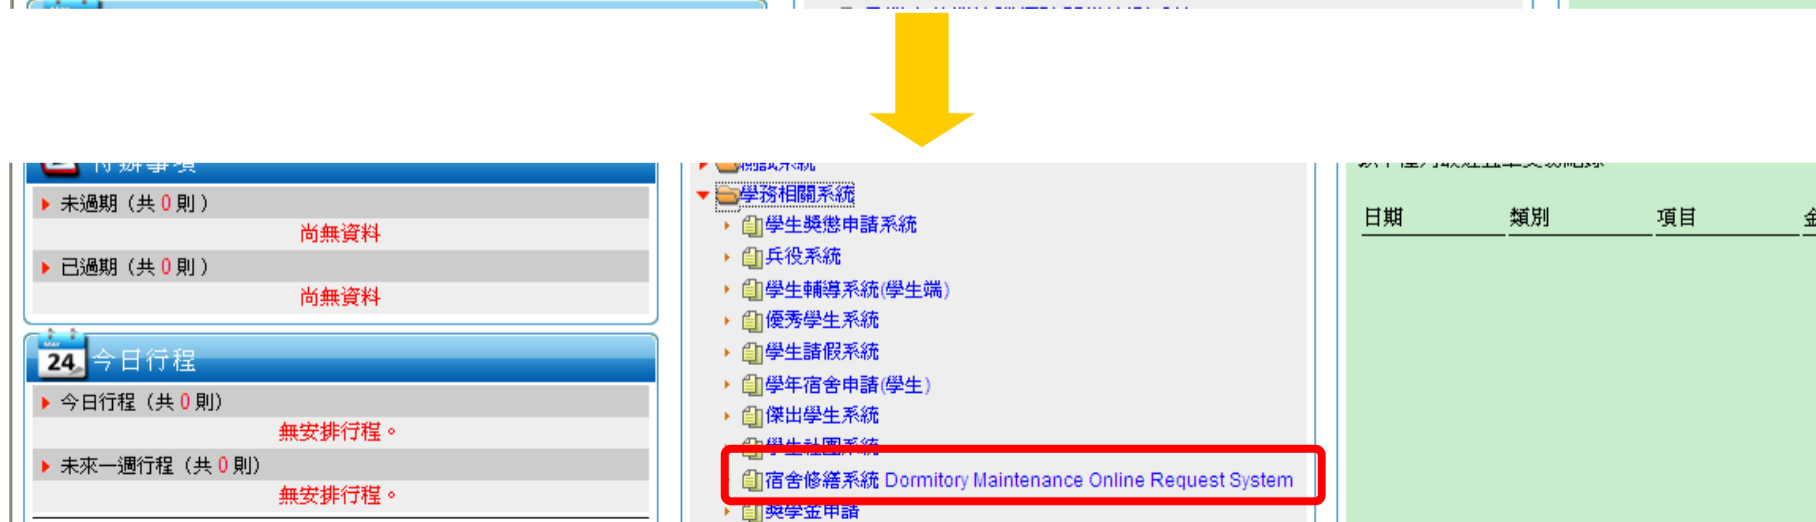 待辦事項
未過期（共 0 則）
尚無資料
已過期（共 0 則）
尚無資料
24 今日行程
今日行程（共 0 則）
無安排行程。
未來一週行程（共 0 則）
無安排行程。
學務相關系統
學生獎懲申請系統
兵役系統
學生輔導系統(學生端)
優秀學生系統
學生請假系統
學年宿舍申請(學生)
傑出學生系統
學生社團系統
宿舍修繕系統 Dormitory Maintenance Online Request System
獎學金申請
日期 類別 項目 金